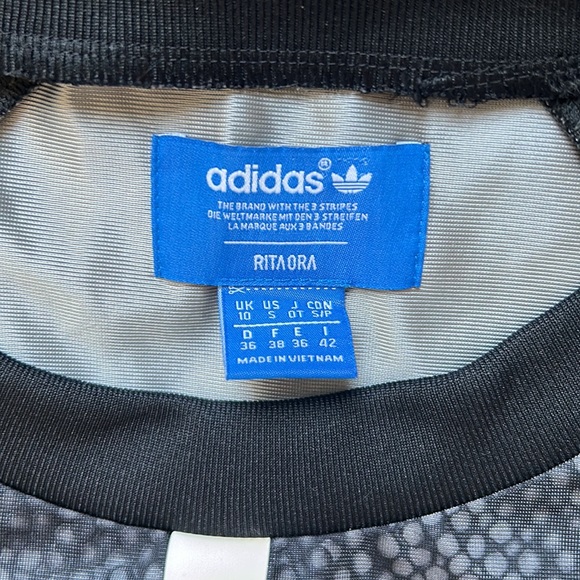 adidas®
THE BRAND WITH THE 3 STRIPES
DIE WELTMARKE MIT DEN 3 STREIFEN
LA MARQUE AUX 3 BANDES
RITA ORA
UK US J CDN
10 S OT S/P
D F E I
36 38 36 42
MADE IN VIETNAM